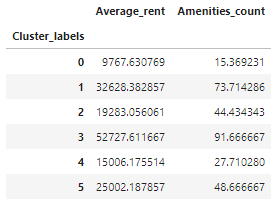 Average_rent Amenities_count
Cluster_labels
0 9767.630769 15.369231
1 32628.382857 73.714286
2 19283.056061 44.434343
3 52727.611667 91.666667
4 15006.175514 27.710280
5 25002.187857 48.666667